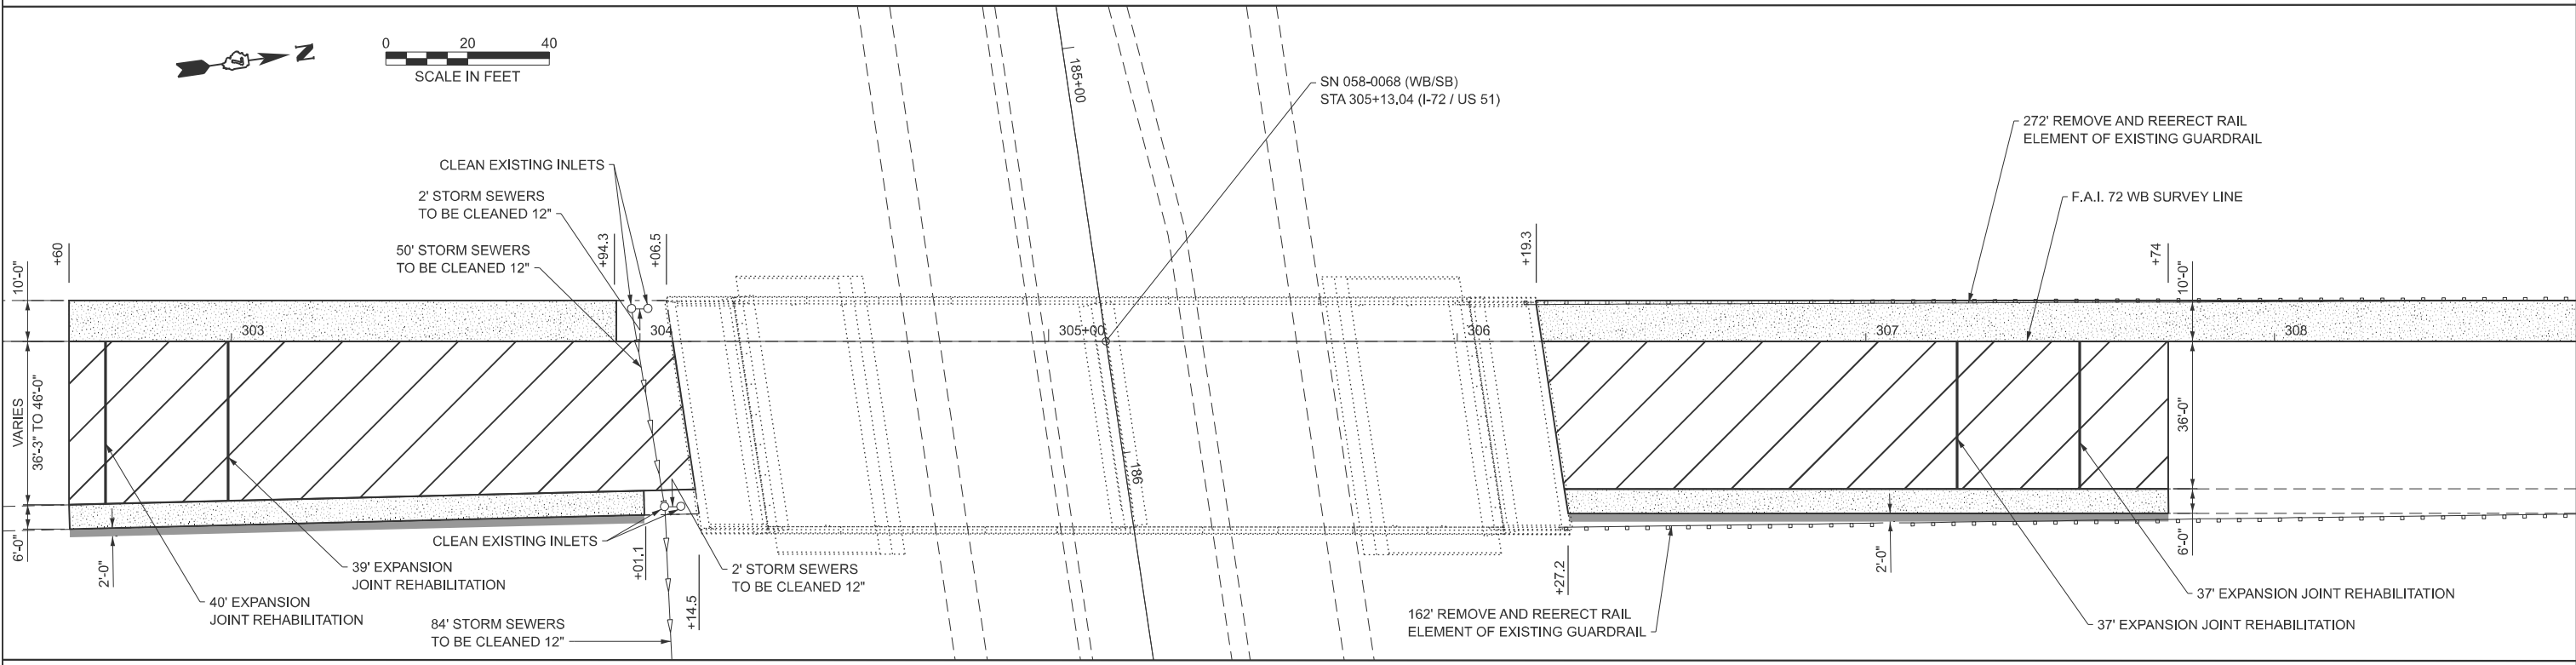 N
0 20 40
SCALE IN FEET
185+00
SN 058-0068 (WB/SB)
STA 305+13.04 (I-72 / US 51)
272' REMOVE AND REERECT RAIL
ELEMENT OF EXISTING GUARDRAIL
F.A.I. 72 WB SURVEY LINE
CLEAN EXISTING INLETS
2' STORM SEWERS
TO BE CLEANED 12"
50' STORM SEWERS
TO BE CLEANED 12"
+60
+94.3
+06.5
+19.3
+74
10'-0"
10'-0"
303
304
305+00
306
307
308
VARIES
36'-3" TO 46'-0"
36'-0"
186
6'-0"
2'-0"
CLEAN EXISTING INLETS
+01.1
+14.5
2' STORM SEWERS
TO BE CLEANED 12"
39' EXPANSION
JOINT REHABILITATION
40' EXPANSION
JOINT REHABILITATION
84' STORM SEWERS
TO BE CLEANED 12"
+27.2
2'-0"
6'-0"
162' REMOVE AND REERECT RAIL
ELEMENT OF EXISTING GUARDRAIL
37' EXPANSION JOINT REHABILITATION
37' EXPANSION JOINT REHABILITATION